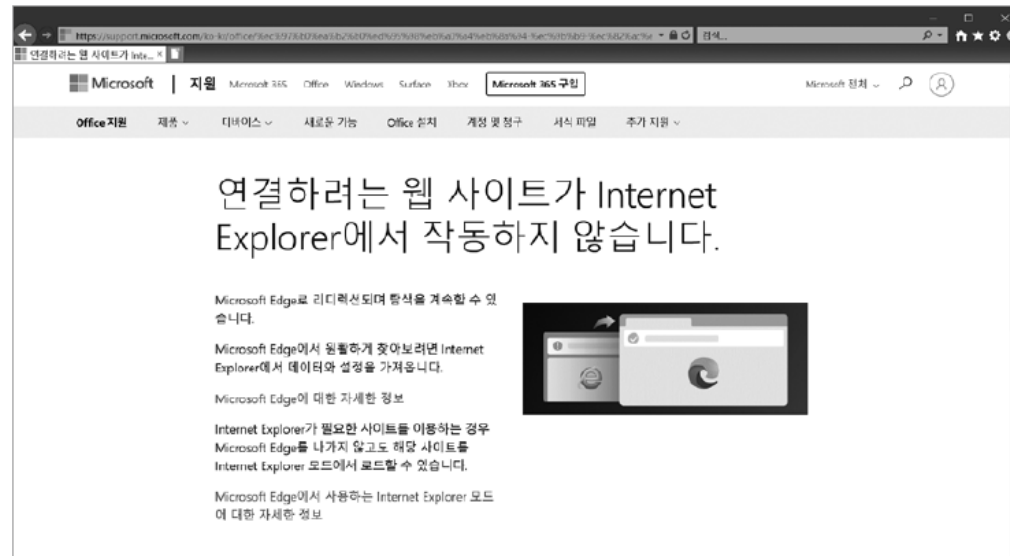 https://support.microsoft.com/ko-kr/office/
검색...
연결하려는 웹 사이트가 Inte...
Microsoft | 지원 Microsoft 365 Office Windows Surface Xbox Microsoft 365 구입 Microsoft 전체
Office 지원 제품 디바이스 새로운 기능 Office 설치 계정 및 청구 서식 파일 추가 지원
연결하려는 웹 사이트가 Internet
Explorer에서 작동하지 않습니다.
Microsoft Edge로 리디렉션되며 탐색을 계속할 수 있
습니다.
Microsoft Edge에서 원활하게 찾아보려면 Internet
Explorer에서 데이터와 설정을 가져옵니다.
Microsoft Edge에 대한 자세한 정보
Internet Explorer가 필요한 사이트를 이용하는 경우
Microsoft Edge를 나가지 않고도 해당 사이트를
Internet Explorer 모드에서 로드할 수 있습니다.
Microsoft Edge에서 사용하는 Internet Explorer 모드
에 대한 자세한 정보